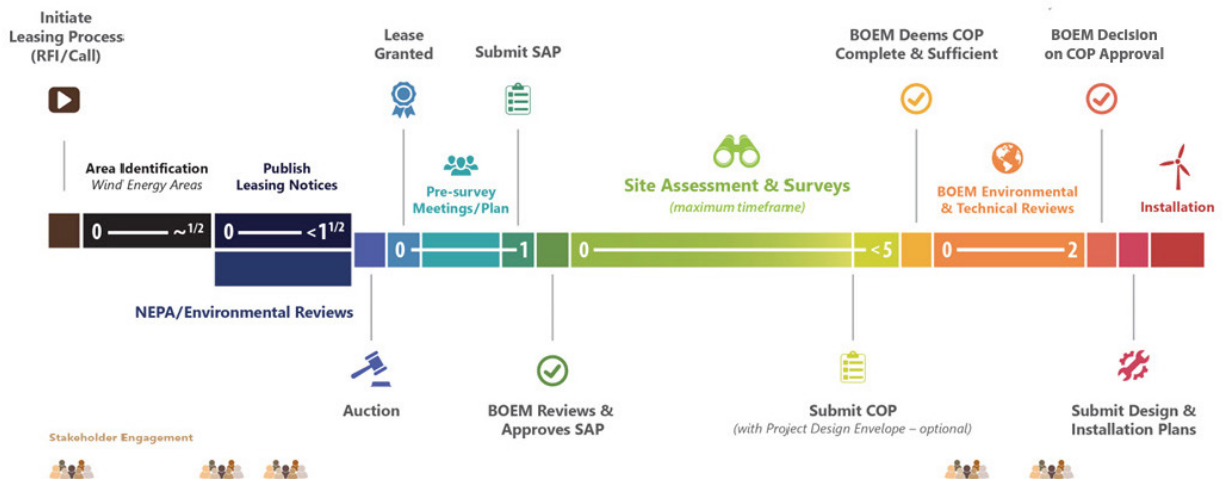 Initiate
Leasing Process
(RFI/Call)
Lease
Granted
Submit SAP
BOEM Deems COP
Complete & Sufficient
BOEM Decision
on COP Approval
Area Identification
Wind Energy Areas
Publish
Leasing Notices
Pre-survey
Meetings/Plan
Site Assessment & Surveys
(maximum timeframe)
BOEM Environmental
& Technical Reviews
Installation
0 ~1/2
0 <1 1/2
0 1
0 <5
0 2
NEPA/Environmental Reviews
Auction
BOEM Reviews &
Approves SAP
Submit COP
(with Project Design Envelope – optional)
Submit Design &
Installation Plans
Stakeholder Engagement